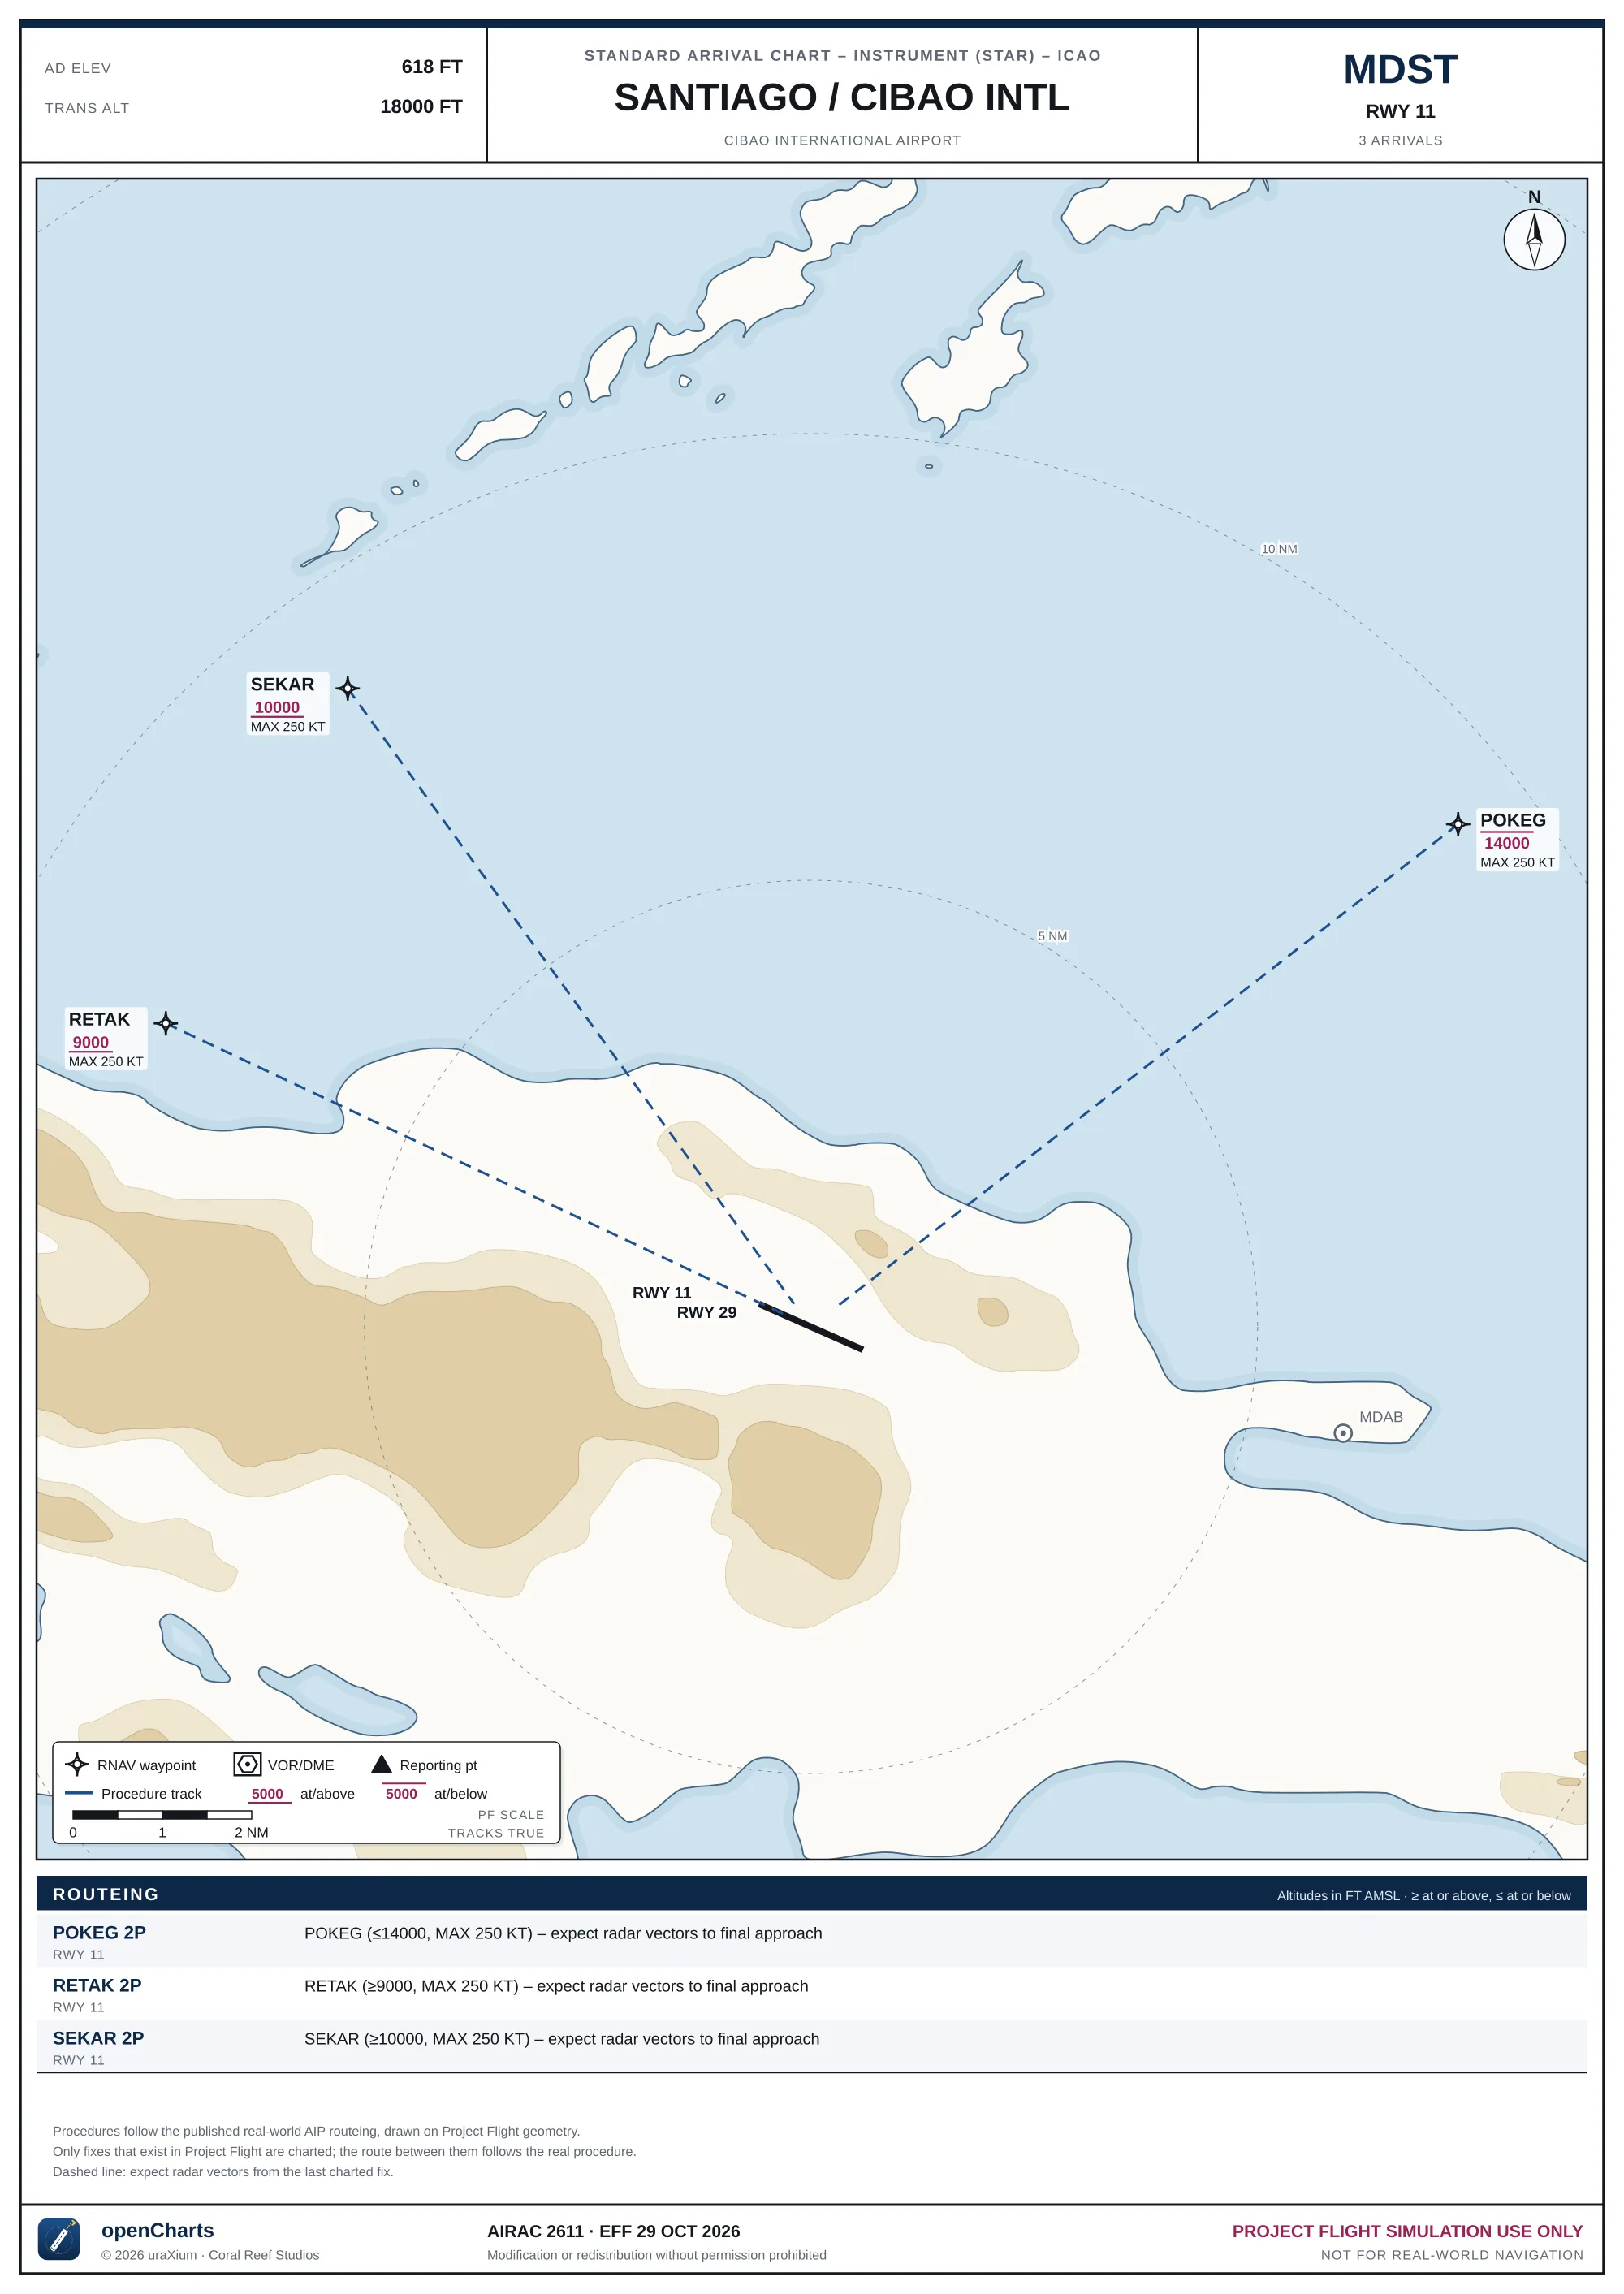 AD ELEV 618 FT
TRANS ALT 18000 FT
STANDARD ARRIVAL CHART – INSTRUMENT (STAR) – ICAO
SANTIAGO / CIBAO INTL
CIBAO INTERNATIONAL AIRPORT
MDST
RWY 11
3 ARRIVALS
N
10 NM
SEKAR
10000
MAX 250 KT
POKEG
14000
MAX 250 KT
5 NM
RETAK
9000
MAX 250 KT
RWY 11
RWY 29
MDAB
RNAV waypoint VOR/DME Reporting pt
Procedure track 5000 at/above 5000 at/below
PF SCALE
0 1 2 NM TRACKS TRUE
ROUTEING Altitudes in FT AMSL · ≥ at or above, ≤ at or below
POKEG 2P POKEG (≤14000, MAX 250 KT) – expect radar vectors to final approach
RWY 11
RETAK 2P RETAK (≥9000, MAX 250 KT) – expect radar vectors to final approach
RWY 11
SEKAR 2P SEKAR (≥10000, MAX 250 KT) – expect radar vectors to final approach
RWY 11
Procedures follow the published real-world AIP routeing, drawn on Project Flight geometry.
Only fixes that exist in Project Flight are charted; the route between them follows the real procedure.
Dashed line: expect radar vectors from the last charted fix.
openCharts
© 2026 uraXium · Coral Reef Studios
AIRAC 2611 · EFF 29 OCT 2026
Modification or redistribution without permission prohibited
PROJECT FLIGHT SIMULATION USE ONLY
NOT FOR REAL-WORLD NAVIGATION